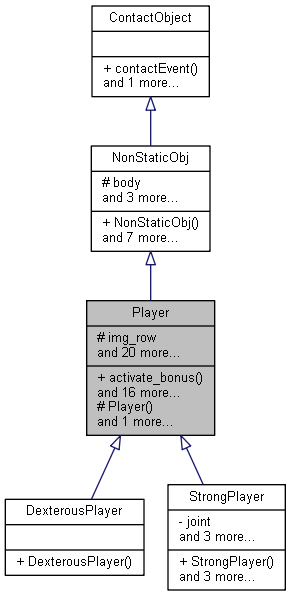 ContactObject
+ contactEvent()
and 1 more...
NonStaticObj
# body
and 3 more...
+ NonStaticObj()
and 7 more...
Player
# img_row
and 20 more...
+ activate_bonus()
and 16 more...
# Player()
and 1 more...
DexterousPlayer
+ DexterousPlayer()
StrongPlayer
- joint
and 3 more...
+ StrongPlayer()
and 3 more...